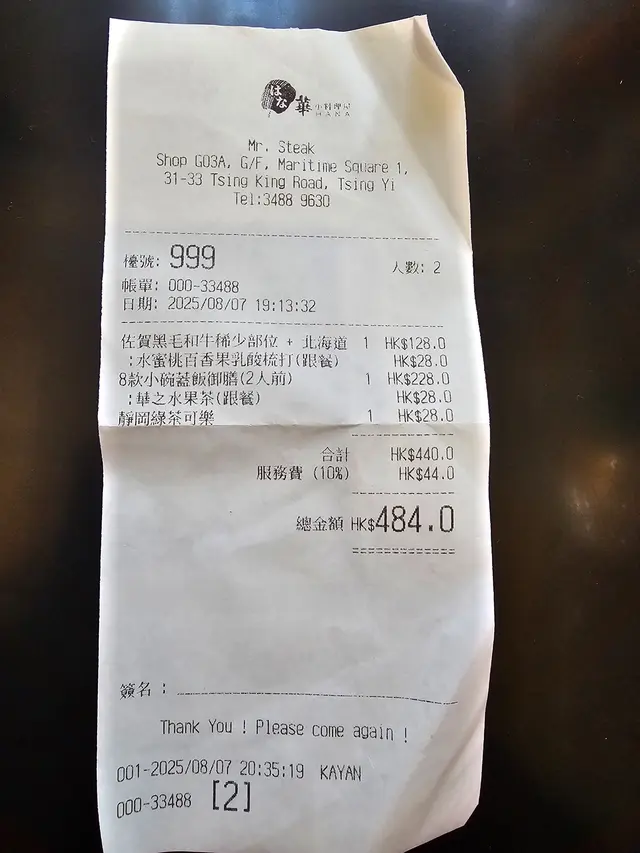 はな 華 小料理屋
HANA
Mr. Steak
Shop G03A, G/F, Maritime Square 1,
31-33 Tsing King Road, Tsing Yi
Tel:3488 9630
檯號: 999 人數: 2
帳單: 000-33488
日期: 2025/08/07 19:13:32
佐賀黑毛和牛稀少部位 + 北海道 1 HK$128.0
:水蜜桃百香果乳酸梳打(跟餐) HK$28.0
8款小碗蓋飯御膳(2人前) 1 HK$228.0
:華之水果茶(跟餐) HK$28.0
靜岡綠茶可樂 1 HK$28.0
合計 HK$440.0
服務費 (10%) HK$44.0
總金額 HK$484.0
簽名 :
Thank You ! Please come again !
001-2025/08/07 20:35:19 KAYAN
000-33488 [2]